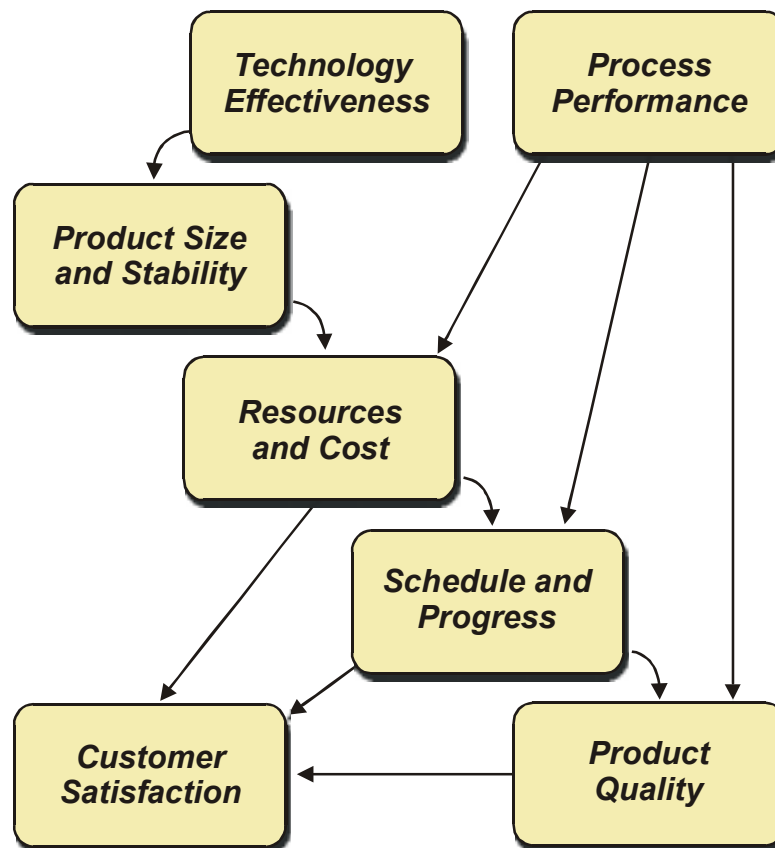 Technology
Effectiveness
Process
Performance
Product Size
and Stability
Resources
and Cost
Schedule and
Progress
Customer
Satisfaction
Product
Quality